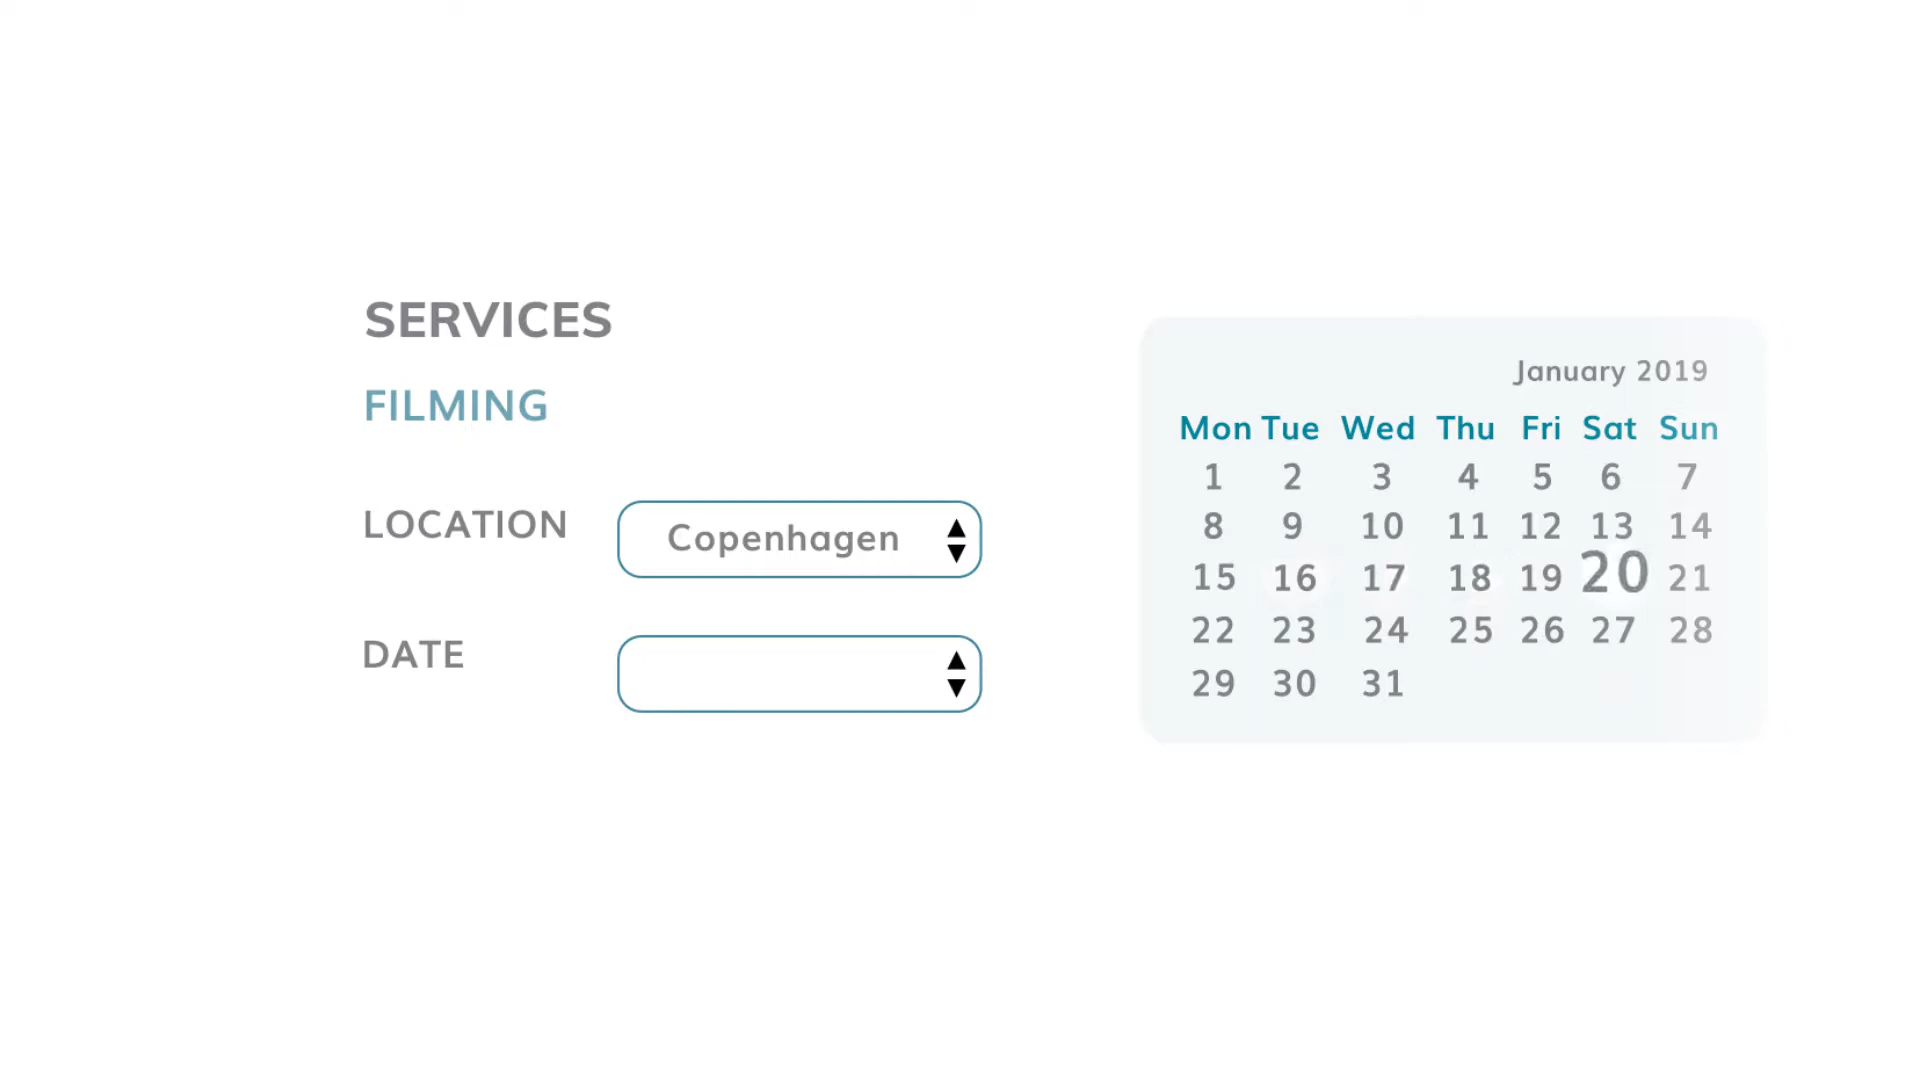 SERVICES
FILMING
LOCATION
Copenhagen
DATE
January 2019
Mon Tue Wed Thu Fri Sat Sun
1 2 3 4 5 6 7
8 9 10 11 12 13 14
15 16 17 18 19 20 21
22 23 24 25 26 27 28
29 30 31